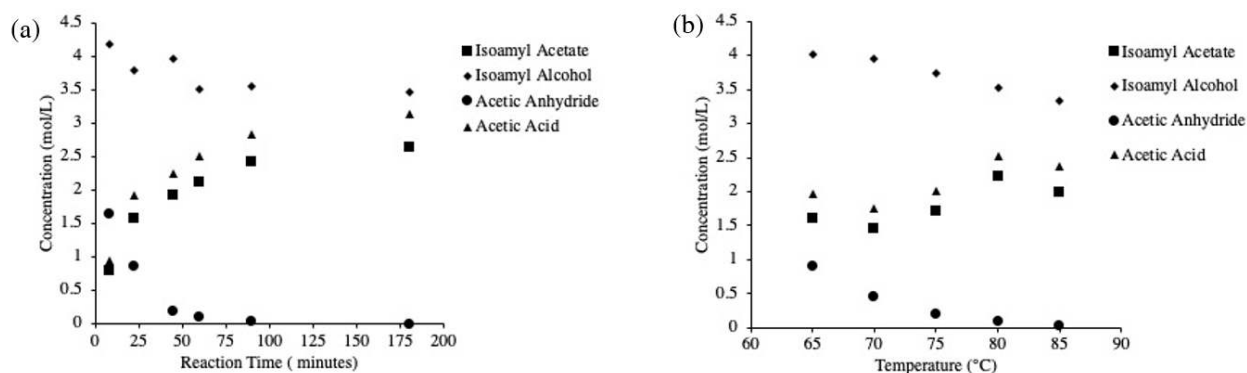 (a)
4.5
4
3.5
3
2.5
2
1.5
1
0.5
0
Concentration (mol/L)
0 25 50 75 100 125 150 175 200
Reaction Time ( minutes)
Isoamyl Acetate
Isoamyl Alcohol
Acetic Anhydride
Acetic Acid
(b)
4.5
4
3.5
3
2.5
2
1.5
1
0.5
0
Concentration (mol/L)
60 65 70 75 80 85 90
Temperature (°C)
Isoamyl Acetate
Isoamyl Alcohol
Acetic Anhydride
Acetic Acid